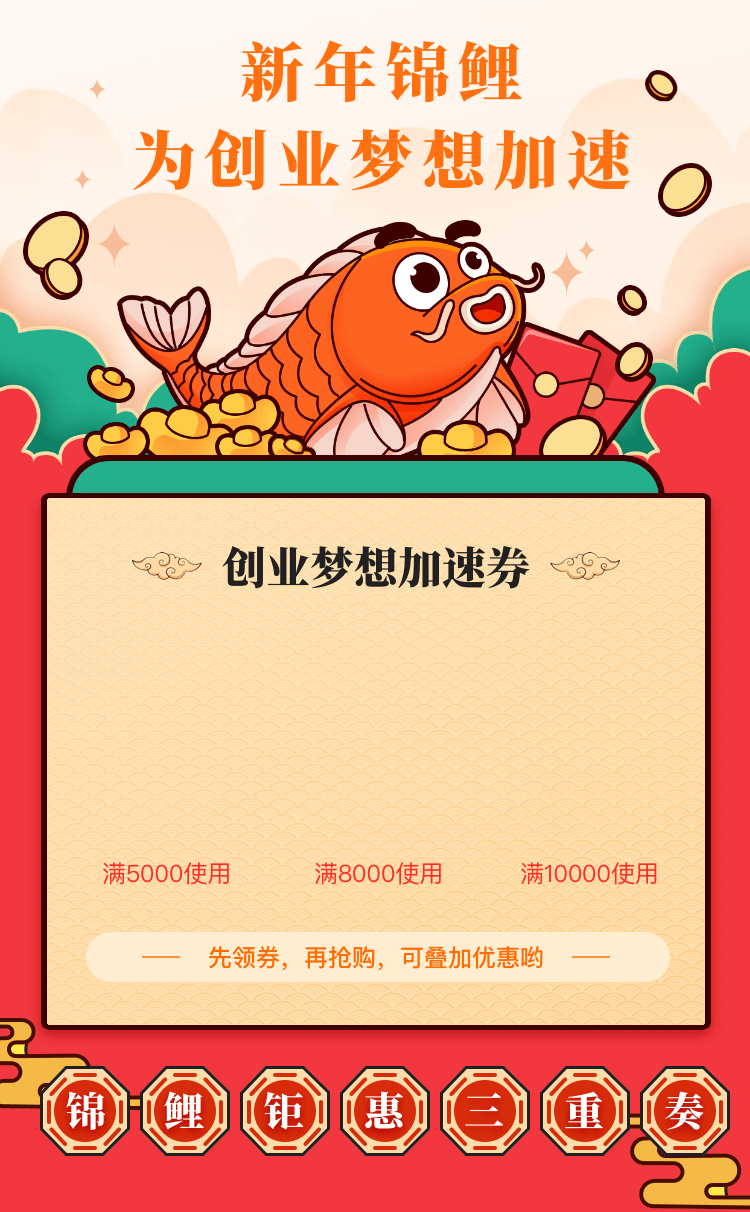 新年锦鲤
为创业梦想加速
创业梦想加速券
满5000使用 满8000使用 满10000使用
先领券，再抢购，可叠加优惠哟
锦鲤钜惠三重奏